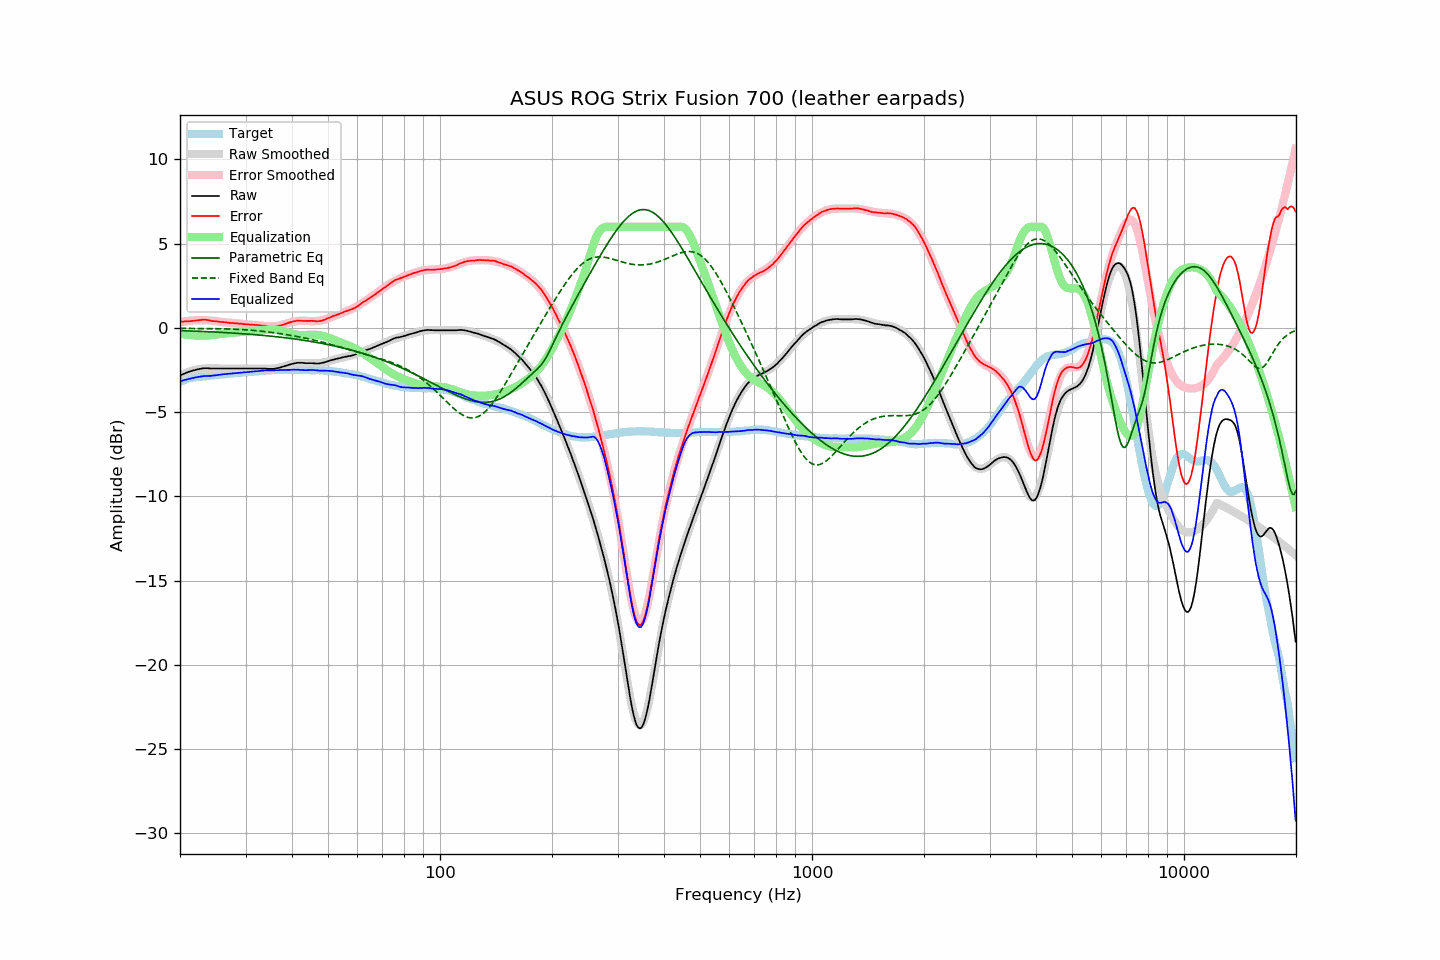 ASUS ROG Strix Fusion 700 (leather earpads)
Target
Raw Smoothed
Error Smoothed
Raw
Error
Equalization
Parametric Eq
Fixed Band Eq
Equalized
10
5
0
−5
−10
−15
−20
−25
−30
Amplitude (dBr)
100
1000
10000
Frequency (Hz)